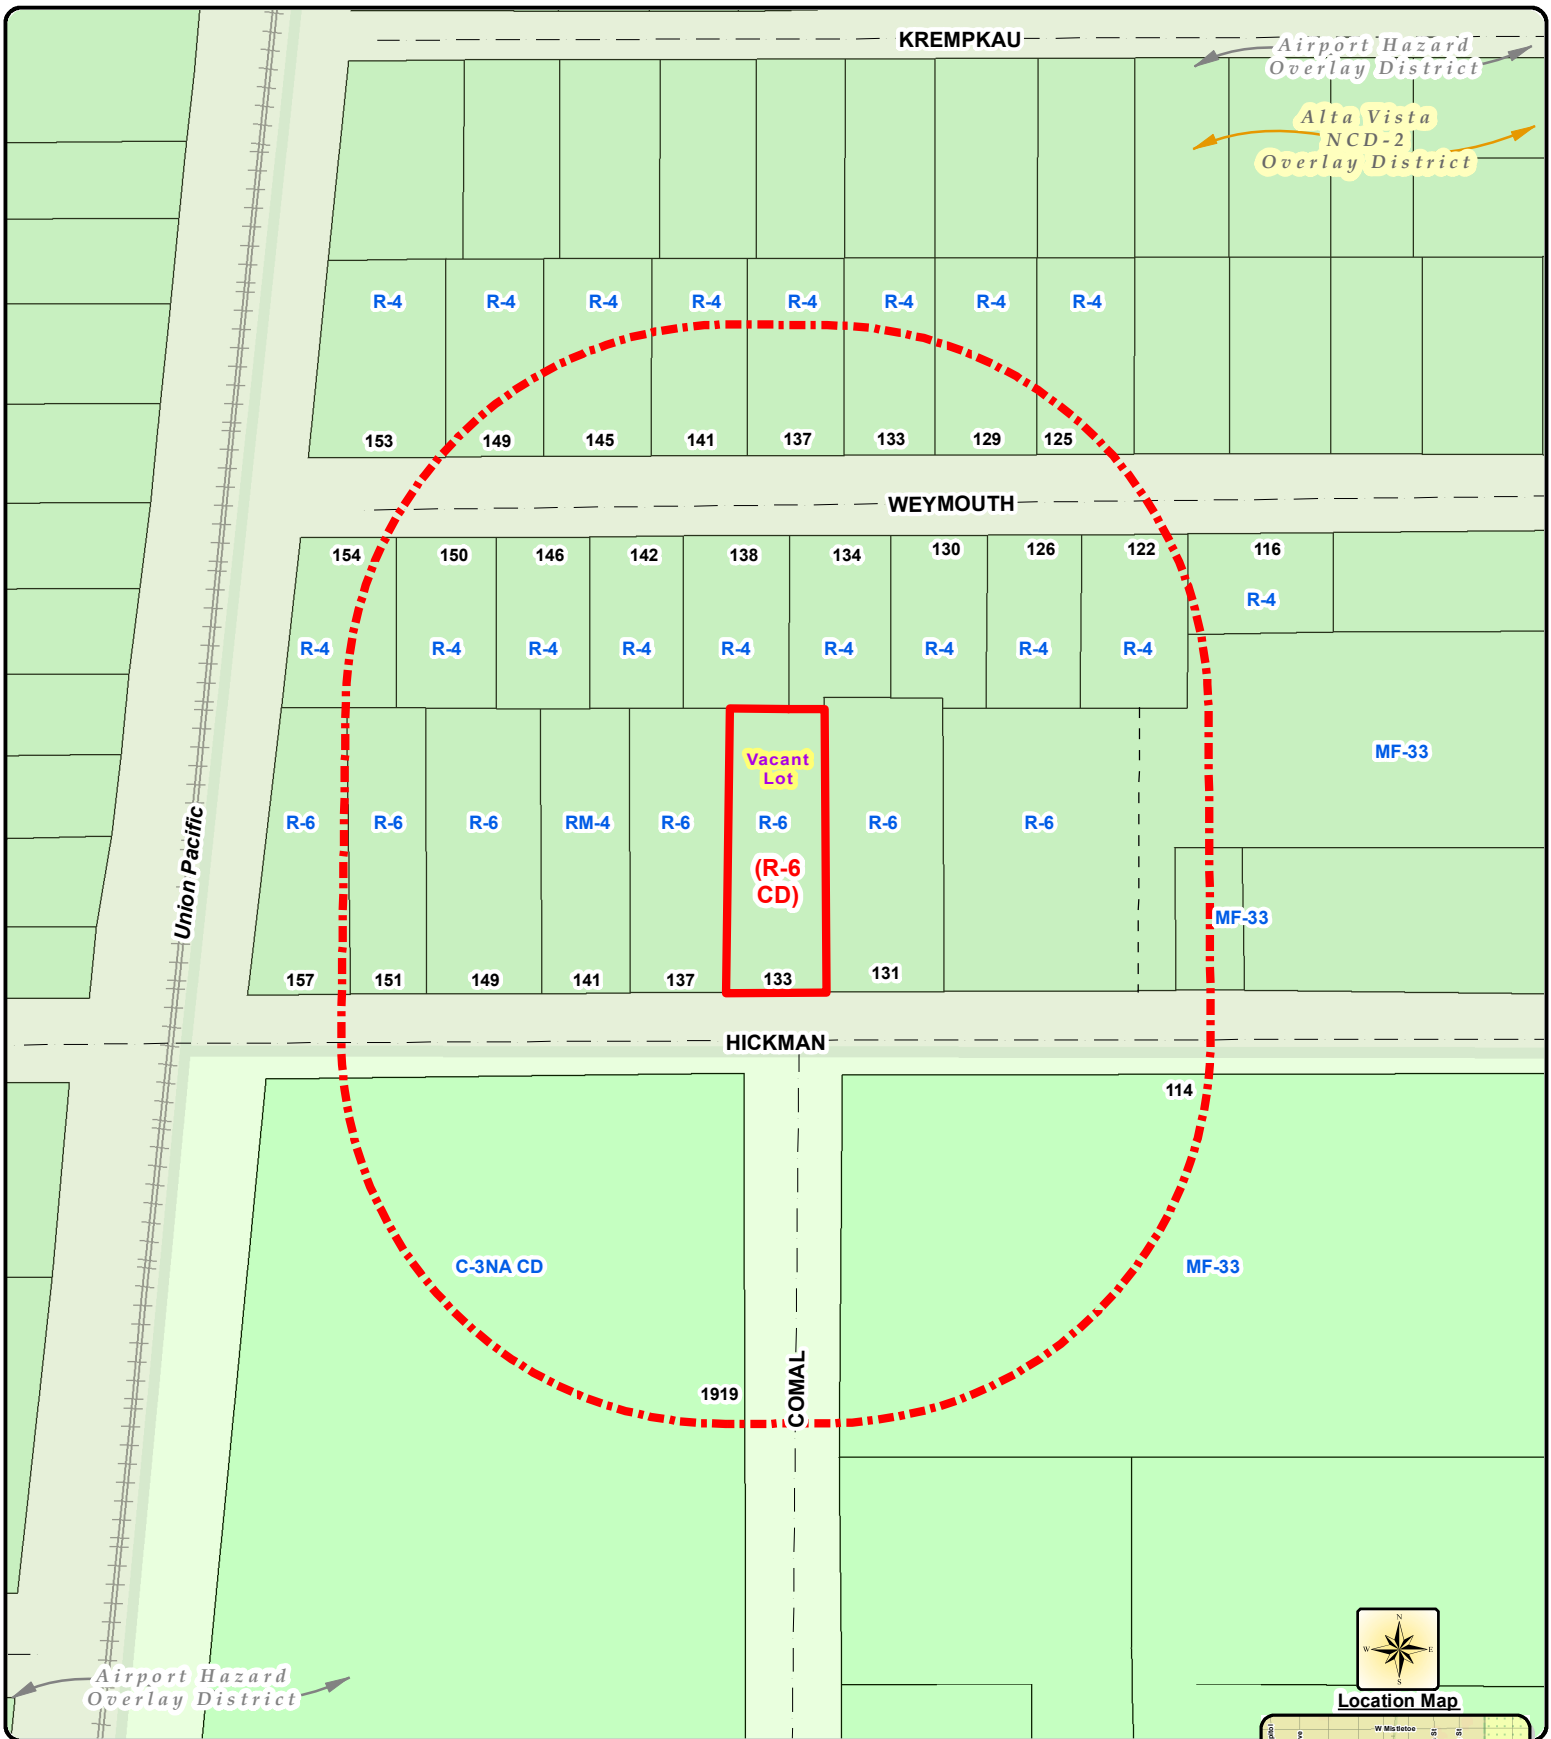 KREMPKAU
Airport Hazard
Overlay District
Alta Vista
NCD-2
Overlay District
R-4
R-4
R-4
R-4
R-4
R-4
R-4
R-4
153
149
145
141
137
133
129
125
WEYMOUTH
154
150
146
142
138
134
130
126
122
116
R-4
R-4
R-4
R-4
R-4
R-4
R-4
R-4
R-4
R-4
MF-33
Vacant
Lot
R-6
R-6
R-6
RM-4
R-6
R-6
R-6
R-6
(R-6
CD)
Union Pacific
MF-33
157
151
149
141
137
133
131
HICKMAN
114
C-3NA CD
MF-33
1919
COMAL
N
W
E
S
Airport Hazard
Overlay District
Location Map
W Mistletoe
St
St